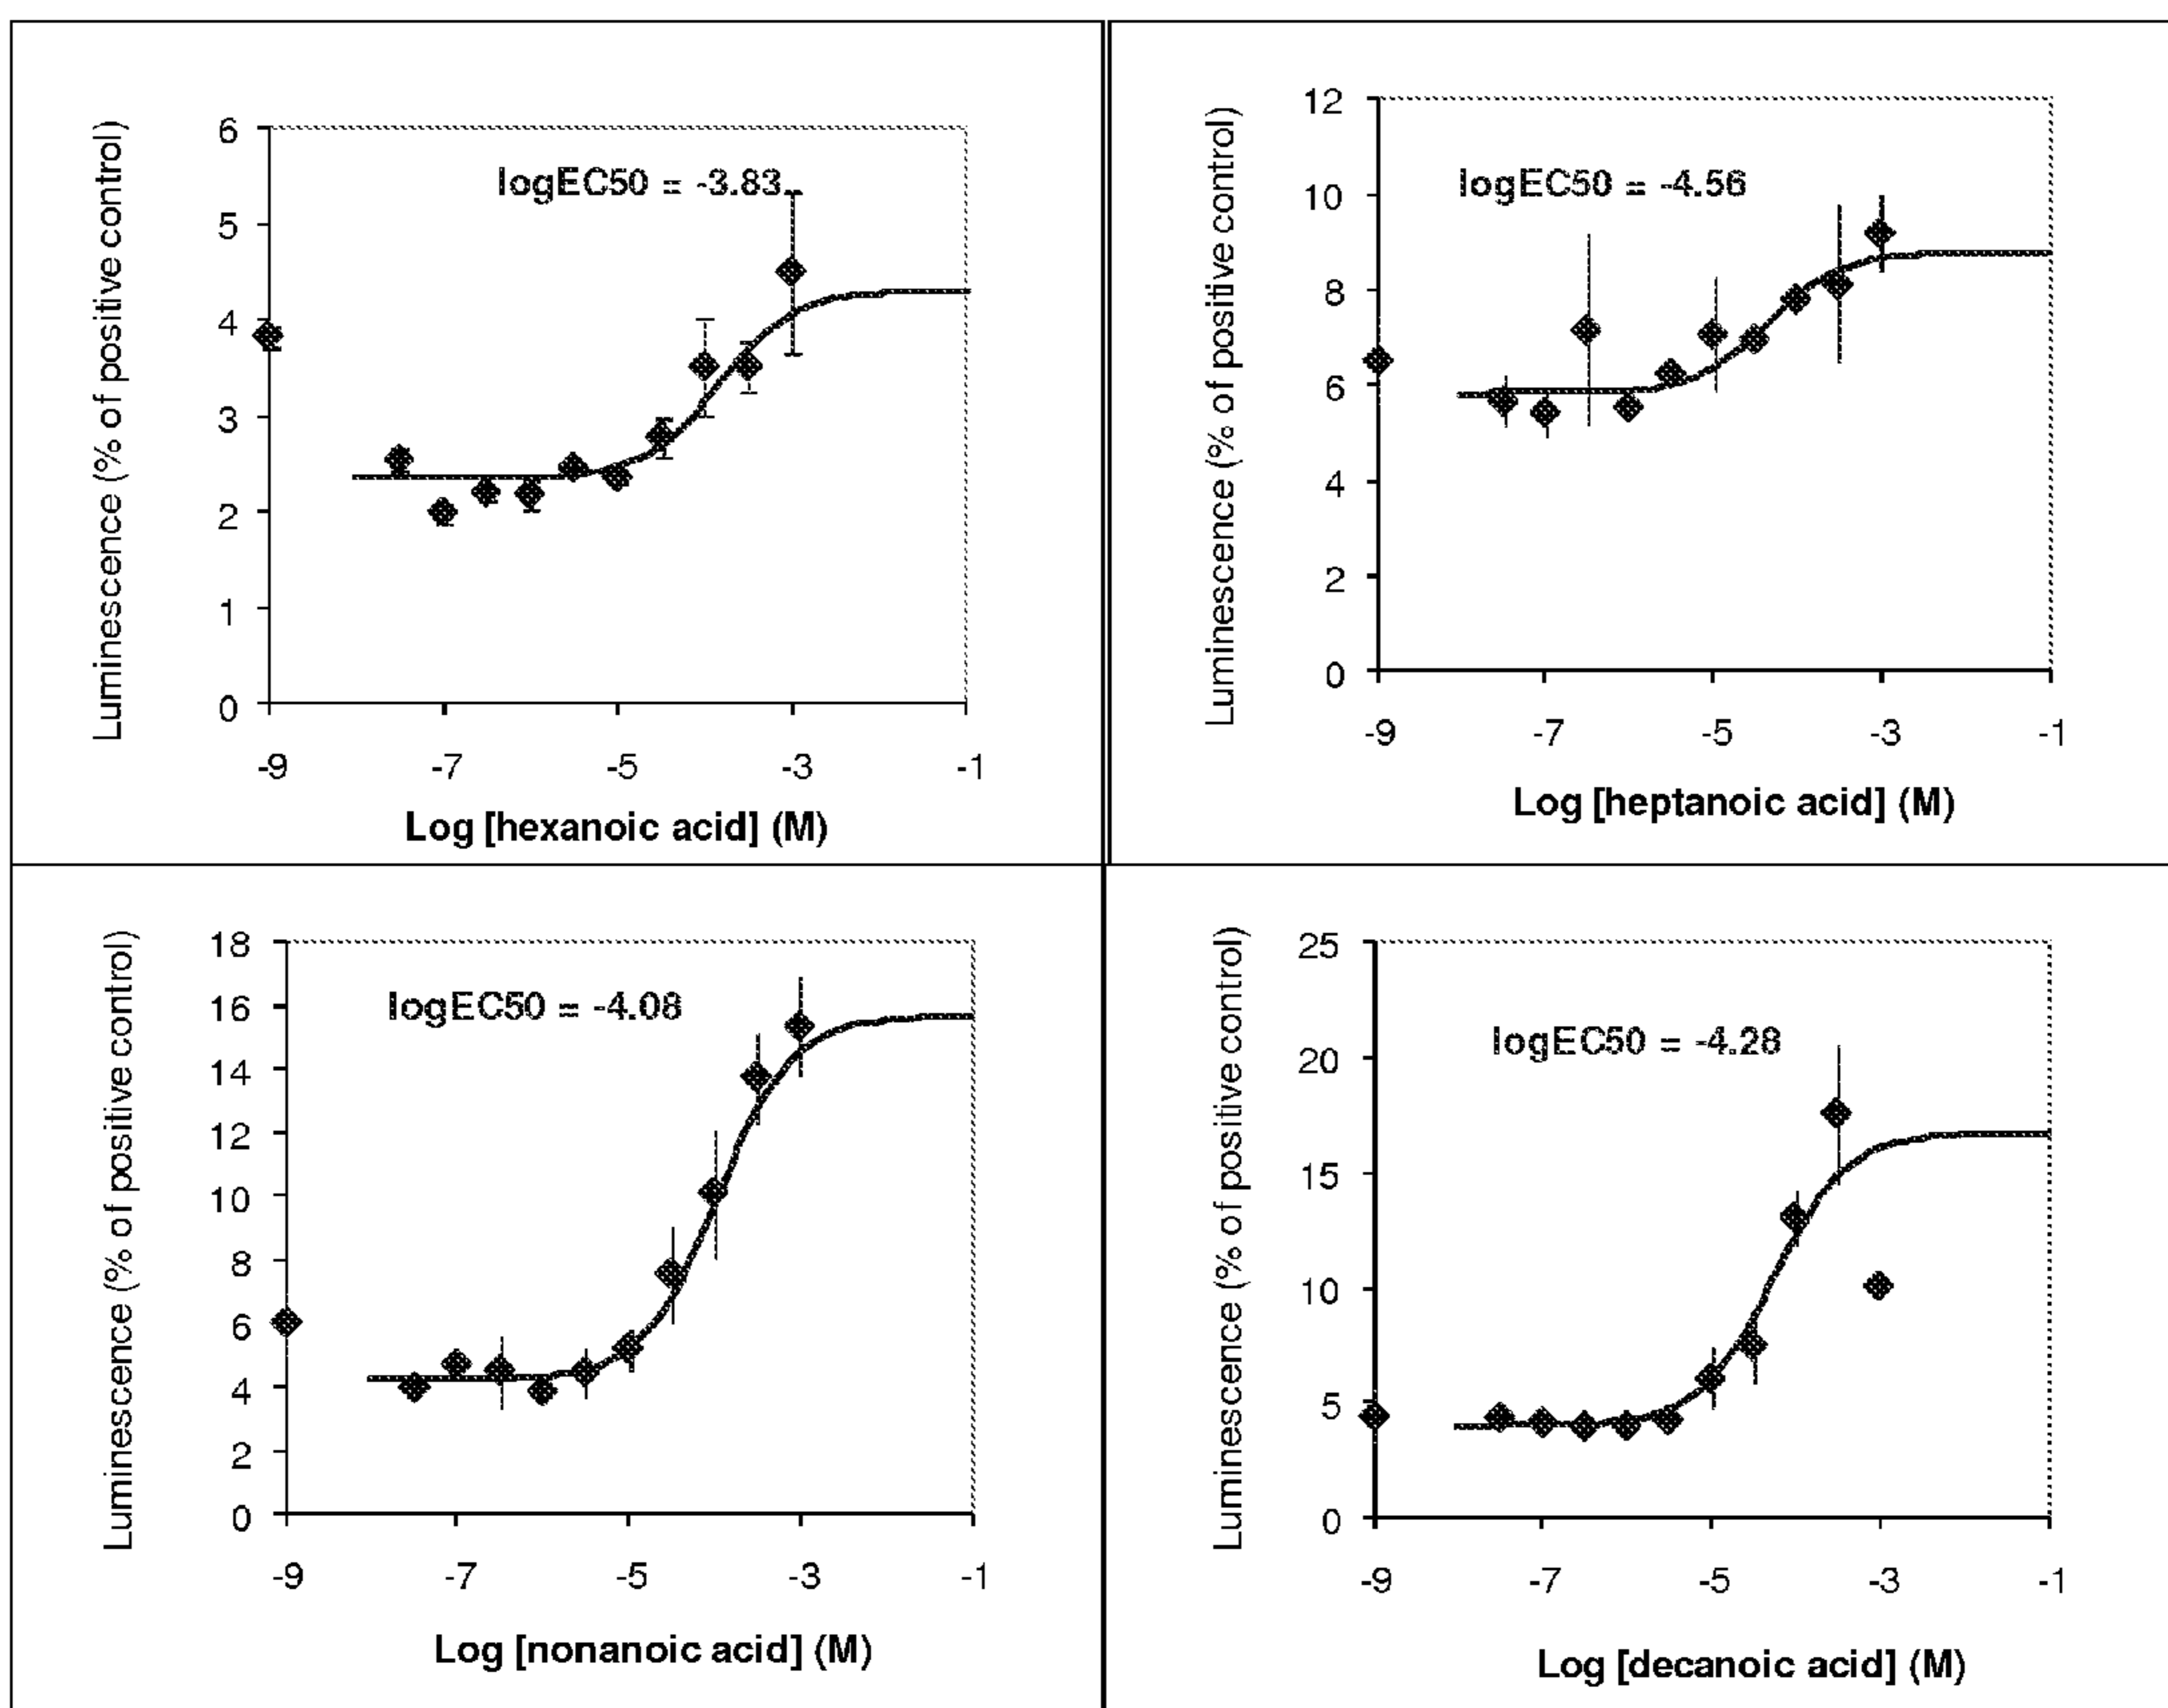 Luminescence (% of positive control)
6
5
4
3
2
1
0
logEC50 = -3.83
-9 -7 -5 -3 -1
Log [hexanoic acid] (M)
Luminescence (% of positive control)
12
10
8
6
4
2
0
logEC50 = -4.56
-9 -7 -5 -3 -1
Log [heptanoic acid] (M)
Luminescence (% of positive control)
18
16
14
12
10
8
6
4
2
0
logEC50 = -4.08
-9 -7 -5 -3 -1
Log [nonanoic acid] (M)
Luminescence (% of positive control)
25
20
15
10
5
0
logEC50 = -4.28
-9 -7 -5 -3 -1
Log [decanoic acid] (M)